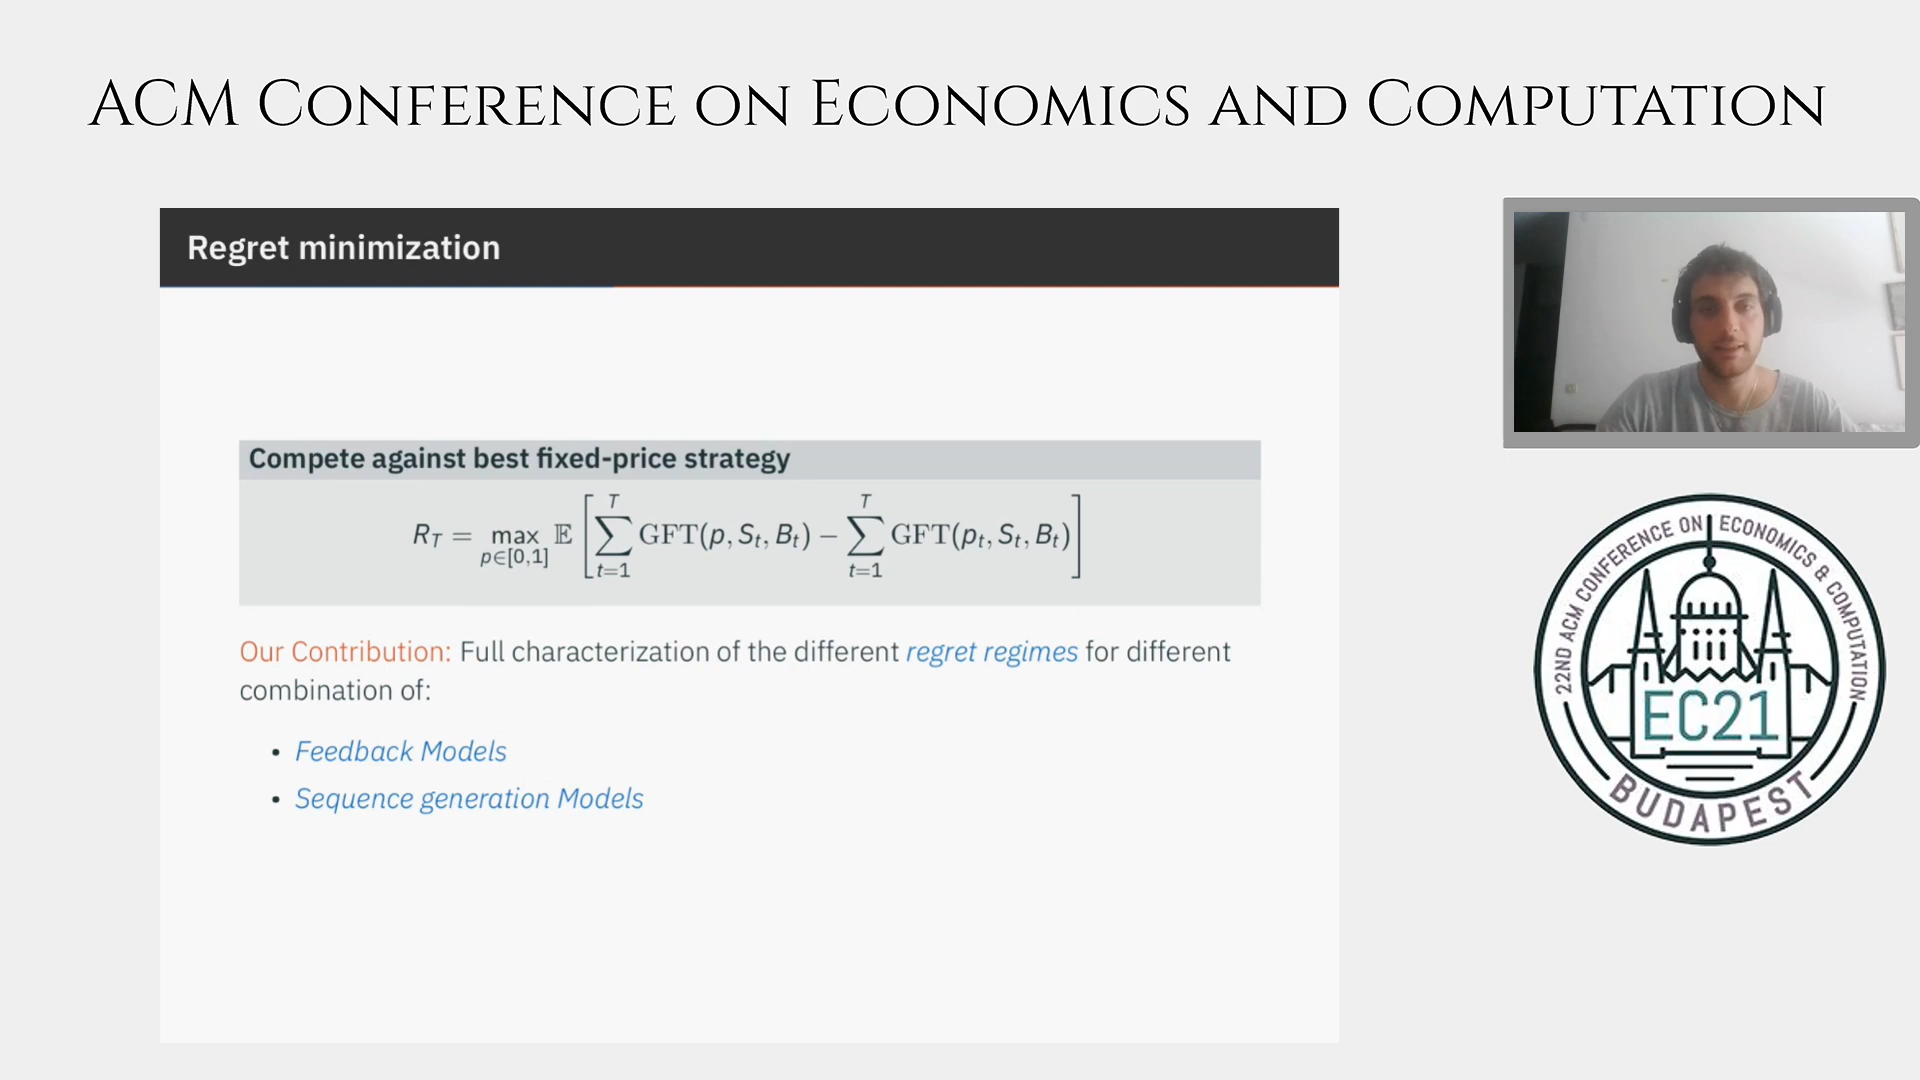 ACM Conference on Economics and Computation
Regret minimization
Compete against best fixed-price strategy
R_T = max_{p∈[0,1]} 𝔼 [ ∑_{t=1}^{T} GFT(p, S_t, B_t) − ∑_{t=1}^{T} GFT(p_t, S_t, B_t) ]
Our Contribution: Full characterization of the different regret regimes for different
combination of:
• Feedback Models
• Sequence generation Models
22ND ACM CONFERENCE ON ECONOMICS & COMPUTATION
EC21
BUDAPEST